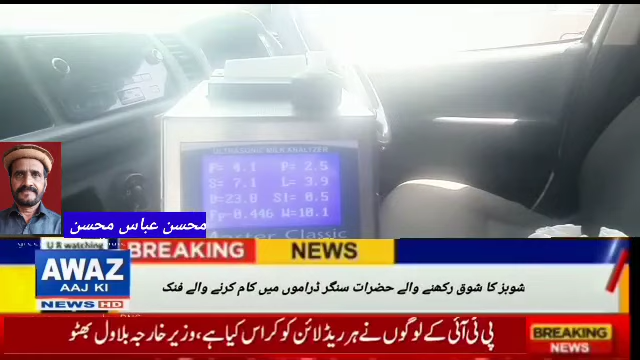 ULTRASONIC MILK ANALYZER
F= 4.1 P= 2.5
S= 7.1 L= 3.9
D=23.0 S1= 0.5
Fr-0.446 W=10.1
Master Classic
محسن عباس محسن
U R watching
BREAKING NEWS
AWAZ
AAJ KI
NEWS HD
شوبز کا شوق رکھنے والے حضرات سنگر ڈراموں میں کام کرنے والے فنک
پی ٹی آئی کے لوگوں نے ہر ریڈ لائن کو کراس کیا ہے، وزیر خارجہ بلاول بھٹو
BREAKING
NEWS